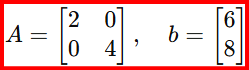 A = [2 0; 0 4], b = [6; 8]